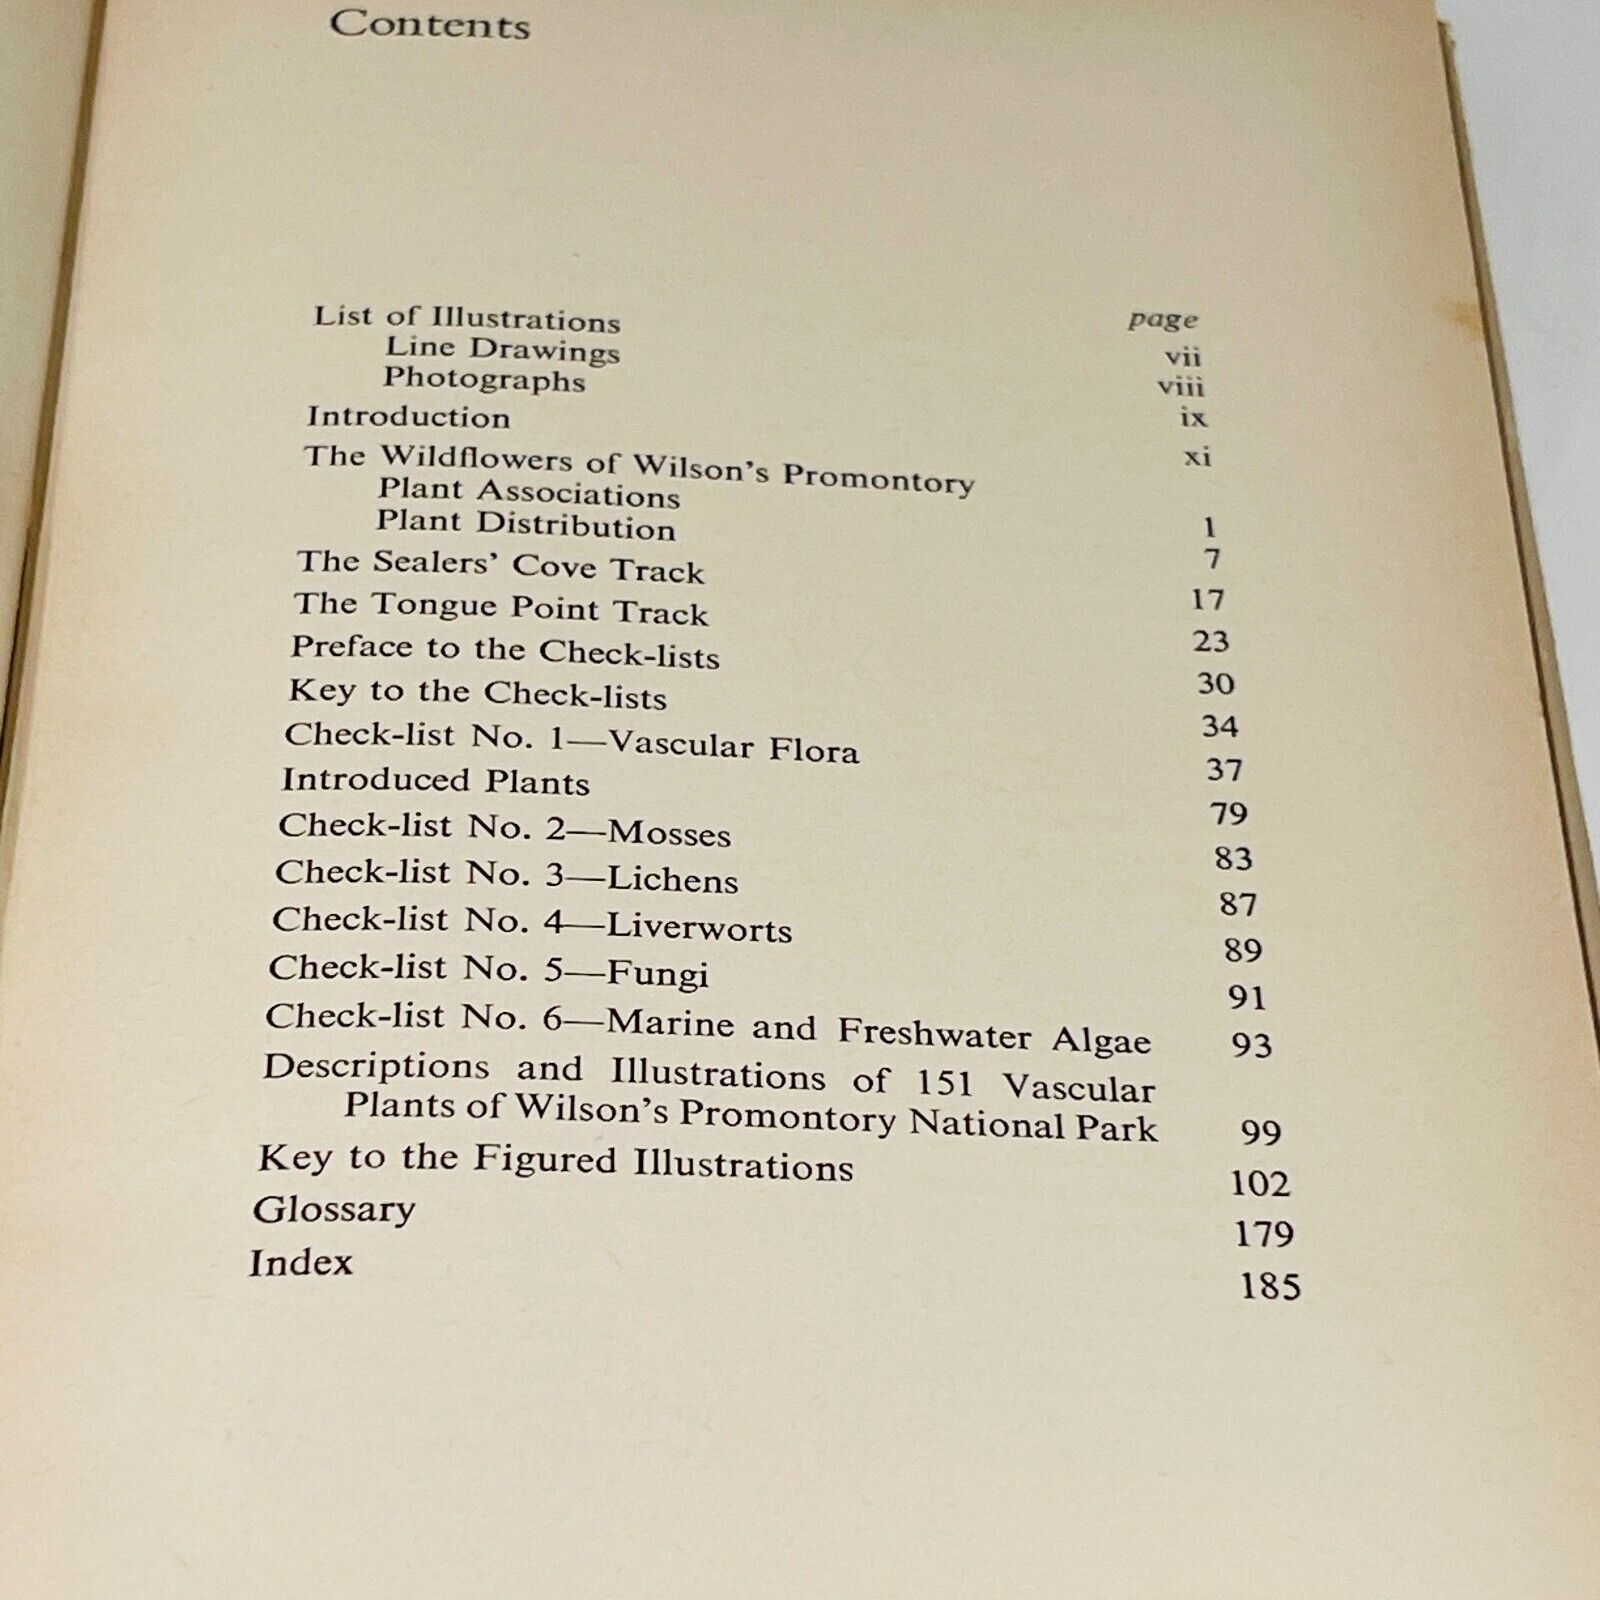 Contents
page
List of Illustrations vii
Line Drawings viii
Photographs ix
Introduction xi
The Wildflowers of Wilson's Promontory
Plant Associations 1
Plant Distribution 7
The Sealers' Cove Track 17
The Tongue Point Track 23
Preface to the Check-lists 30
Key to the Check-lists 34
Check-list No. 1—Vascular Flora 37
Introduced Plants 79
Check-list No. 2—Mosses 83
Check-list No. 3—Lichens 87
Check-list No. 4—Liverworts 89
Check-list No. 5—Fungi 91
Check-list No. 6—Marine and Freshwater Algae 93
Descriptions and Illustrations of 151 Vascular
Plants of Wilson's Promontory National Park 99
Key to the Figured Illustrations 102
Glossary 179
Index 185